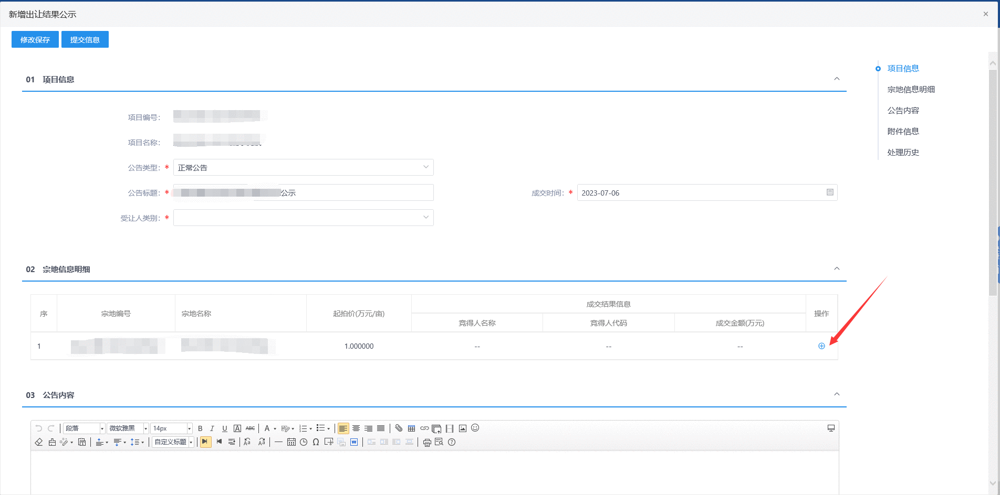 新增出让结果公示
修改保存 提交信息
01 项目信息
项目编号：
项目名称：
公告类型： * 正常公告
公告标题： * 公示 成交时间： * 2023-07-06
受让人类别： *
项目信息
宗地信息明细
公告内容
附件信息
处理历史
02 宗地信息明细
序 宗地编号 宗地名称 起拍价(万元/亩) 成交结果信息 操作
竞得人名称 竞得人代码 成交金额(万元)
1 1.000000 -- -- --
03 公告内容
段落 微软雅黑 14px B I U A ABC A
自定义标题